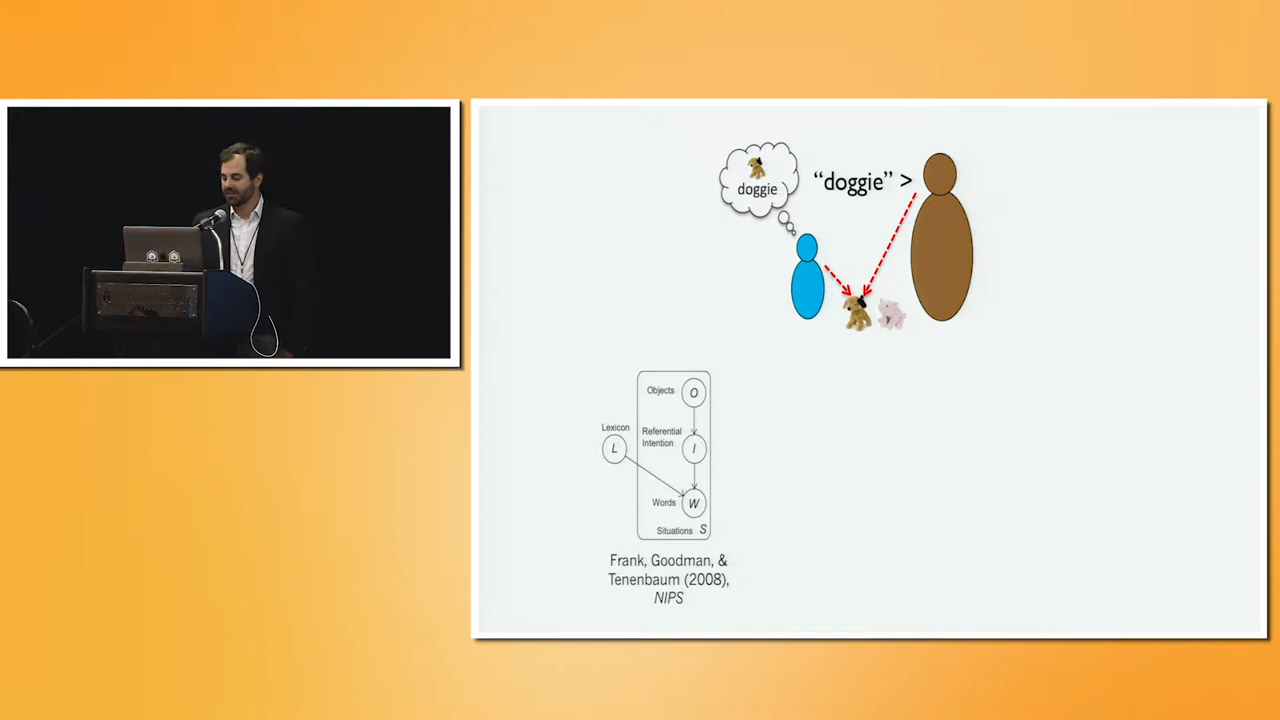 doggie
“doggie” >
Objects O
Lexicon
L
Referential
Intention
I
Words W
Situations S
Frank, Goodman, &
Tenenbaum (2008),
NIPS